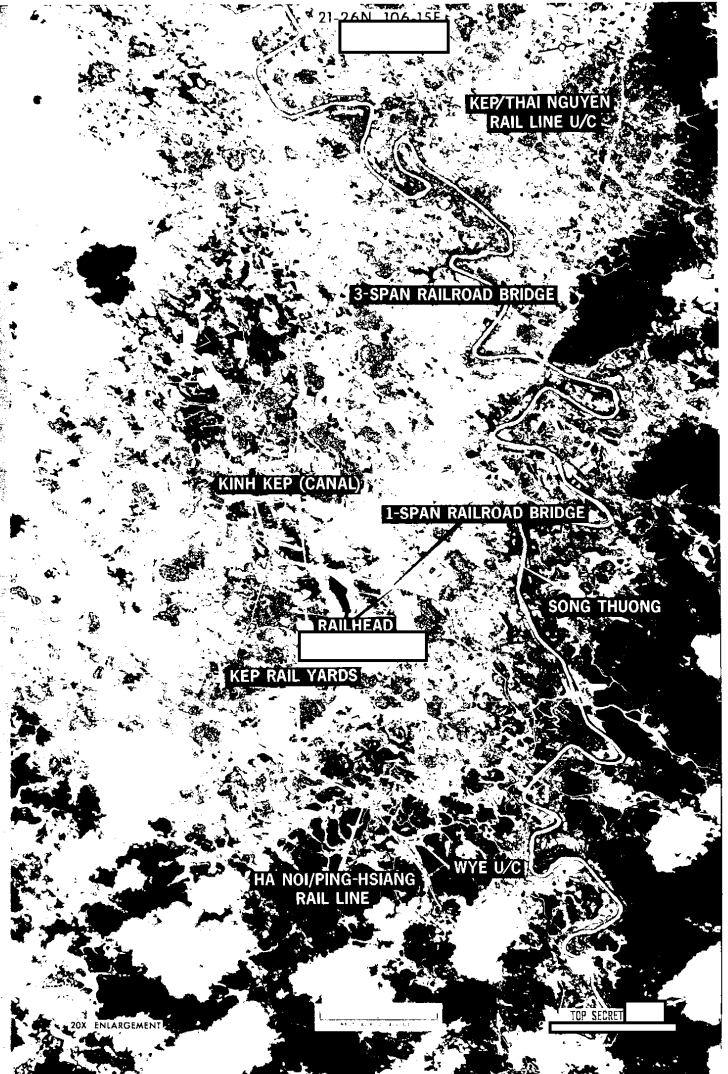 21-26N 106-15E
KEP/THAI NGUYEN
RAIL LINE U/C
3-SPAN RAILROAD BRIDGE
KINH KEP (CANAL)
1-SPAN RAILROAD BRIDGE
SONG THUONG
RAILHEAD
KEP RAIL YARDS
WYE U/C
HA NOI/PING-HSIANG
RAIL LINE
20X ENLARGEMENT
TOP SECRET